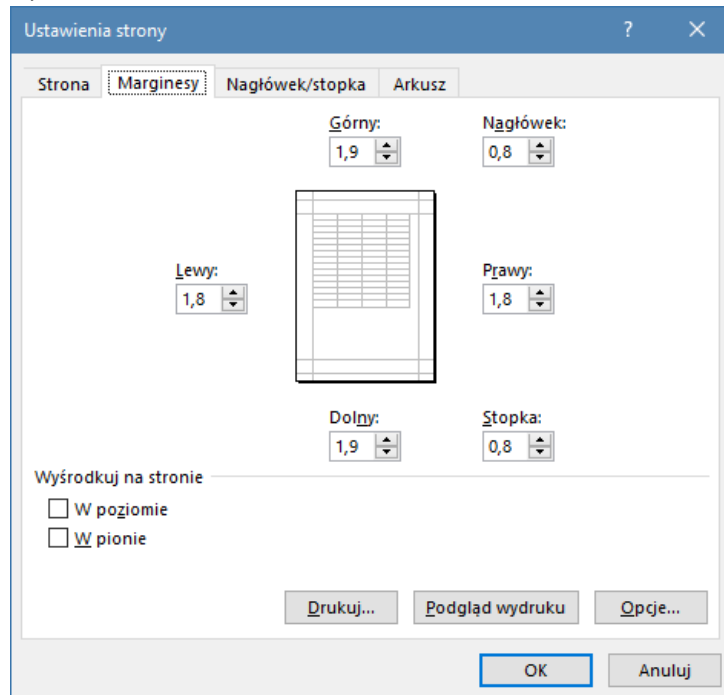 Ustawienia strony ? ×
Strona Marginesy Nagłówek/stopka Arkusz
Górny: Nagłówek:
1,9 0,8
Lewy: Prawy:
1,8 1,8
Dolny: Stopka:
1,9 0,8
Wyśrodkuj na stronie
W poziomie
W pionie
Drukuj... Podgląd wydruku Opcje...
OK Anuluj